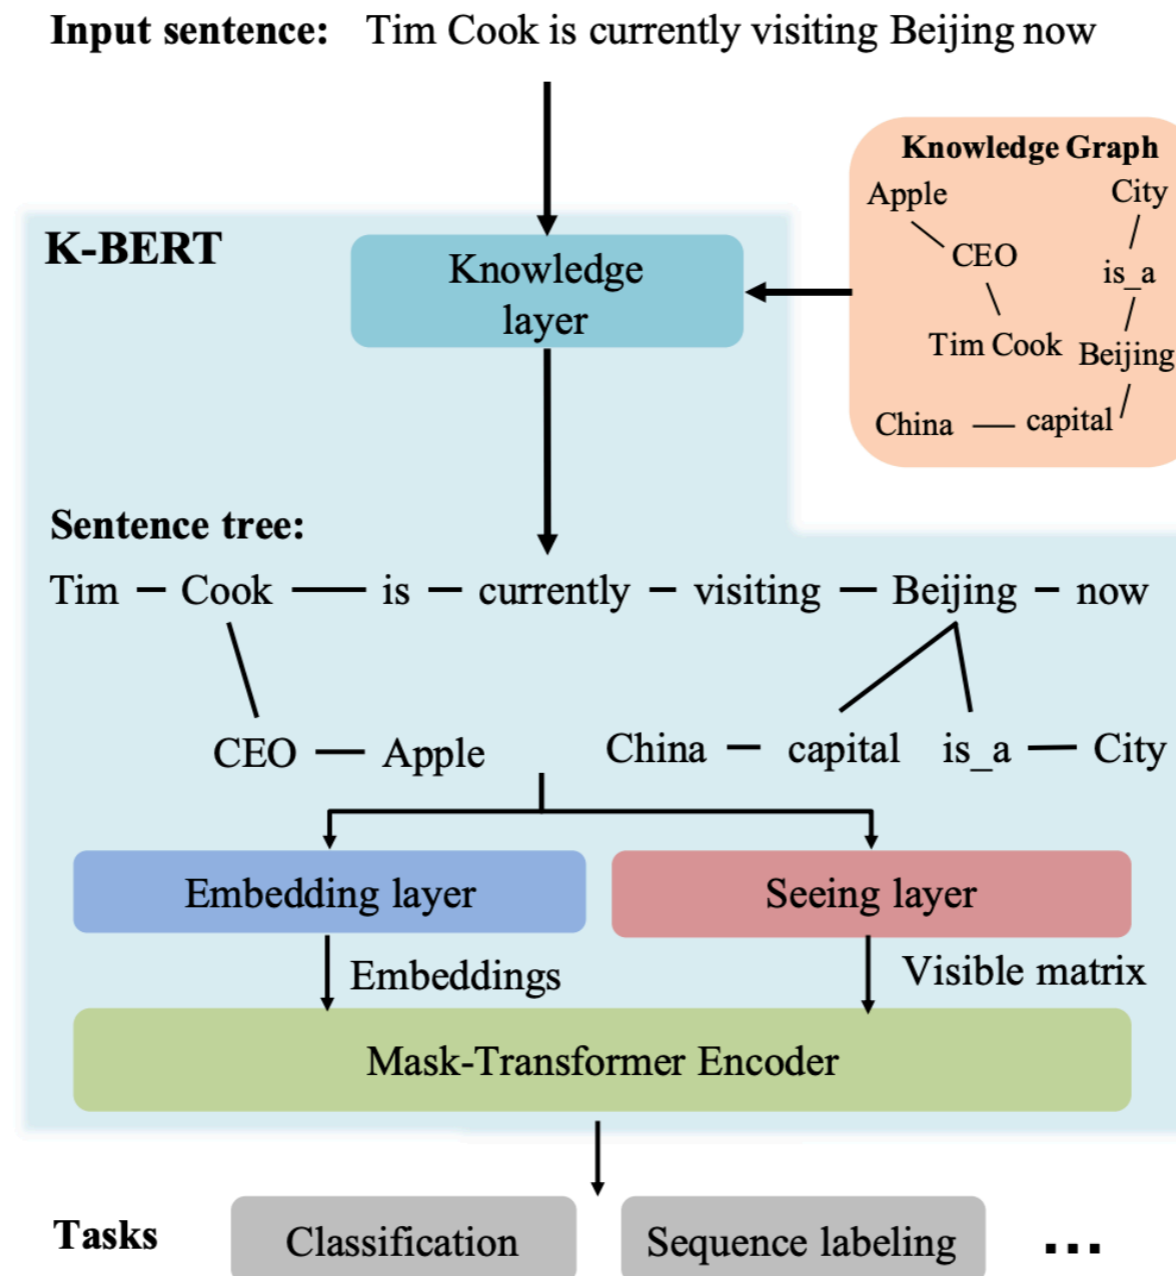 Input sentence: Tim Cook is currently visiting Beijing now
Knowledge Graph
Apple City
CEO
is_a
Tim Cook Beijing
China — capital
K-BERT
Knowledge
layer
Sentence tree:
Tim — Cook — is — currently — visiting — Beijing — now
CEO — Apple China — capital is_a — City
Embedding layer Seeing layer
Embeddings Visible matrix
Mask-Transformer Encoder
Tasks Classification Sequence labeling ...